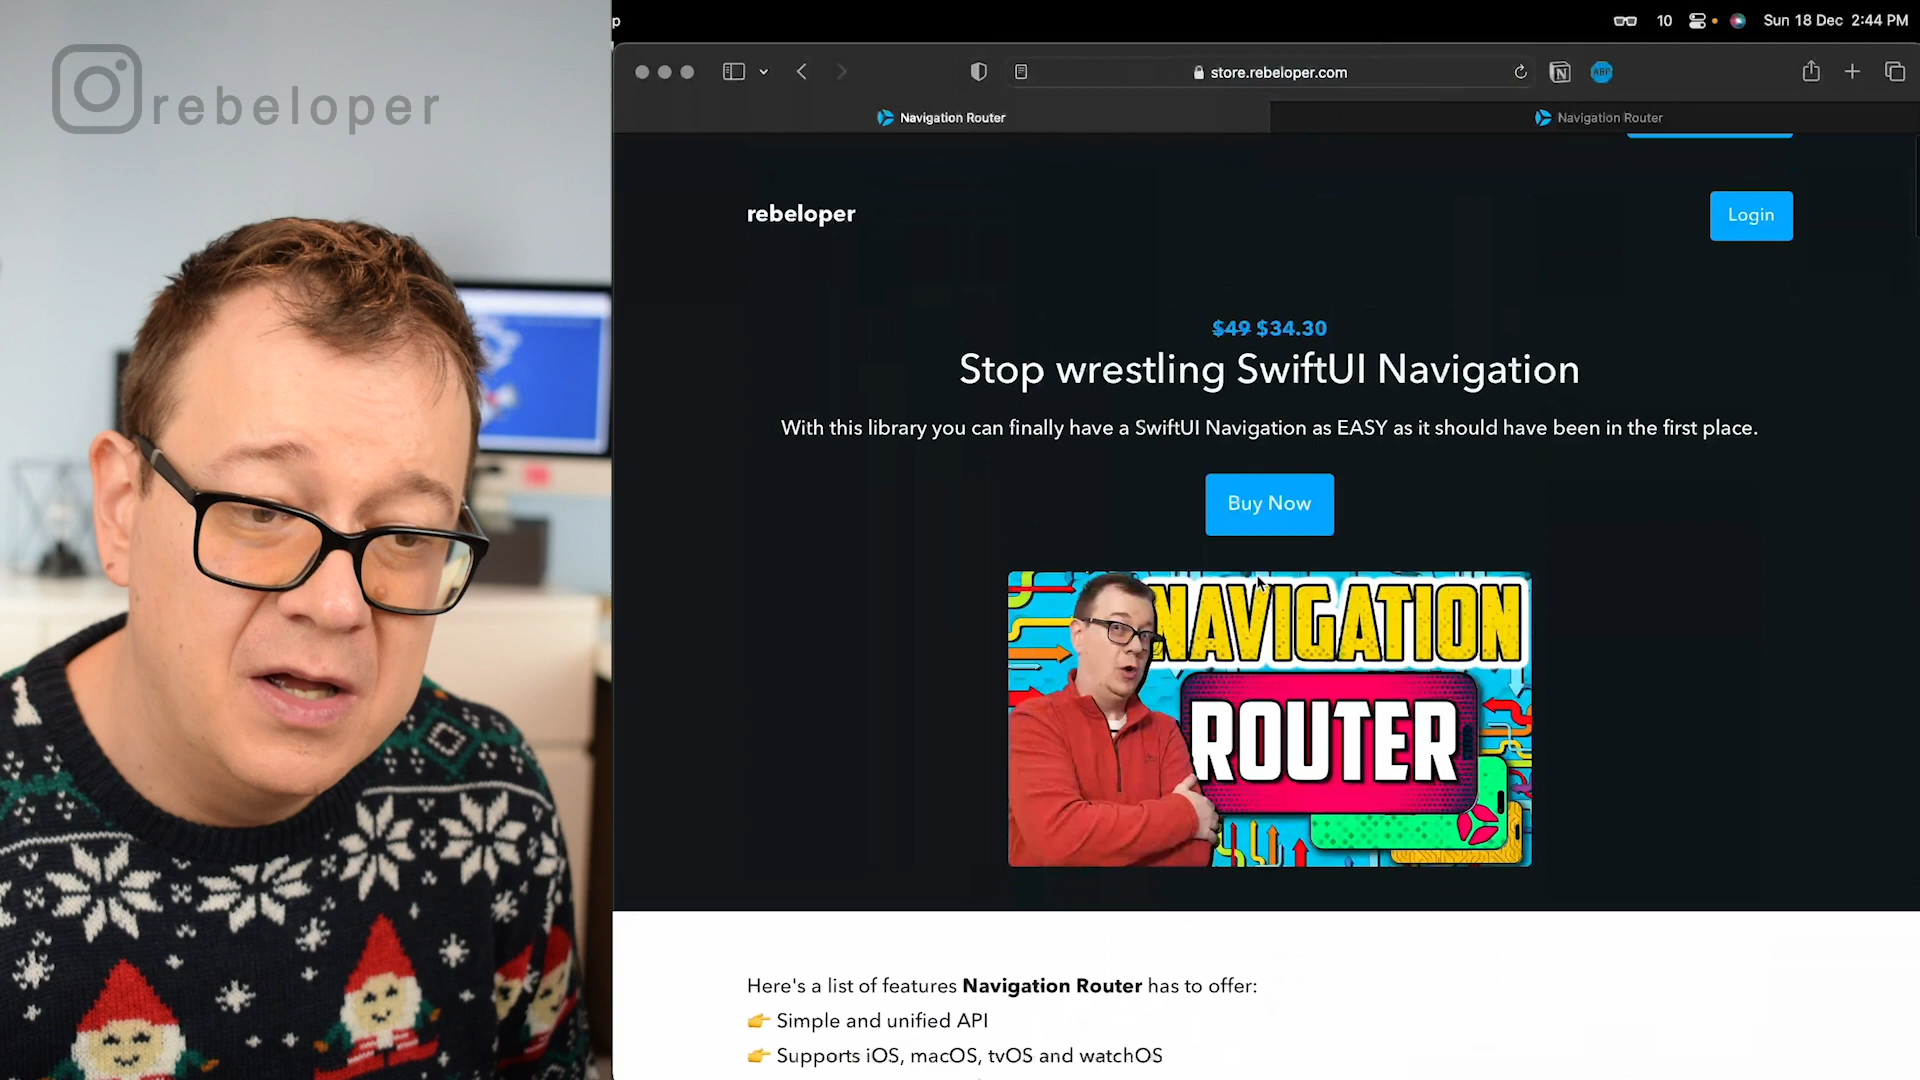 rebeloper
p
10
Sun 18 Dec 2:44 PM
store.rebeloper.com
ABP
Navigation Router
Navigation Router
rebeloper
Login
$49 $34.30
Stop wrestling SwiftUI Navigation
With this library you can finally have a SwiftUI Navigation as EASY as it should have been in the first place.
Buy Now
NAVIGATION
ROUTER
Here's a list of features Navigation Router has to offer:
👉 Simple and unified API
👉 Supports iOS, macOS, tvOS and watchOS